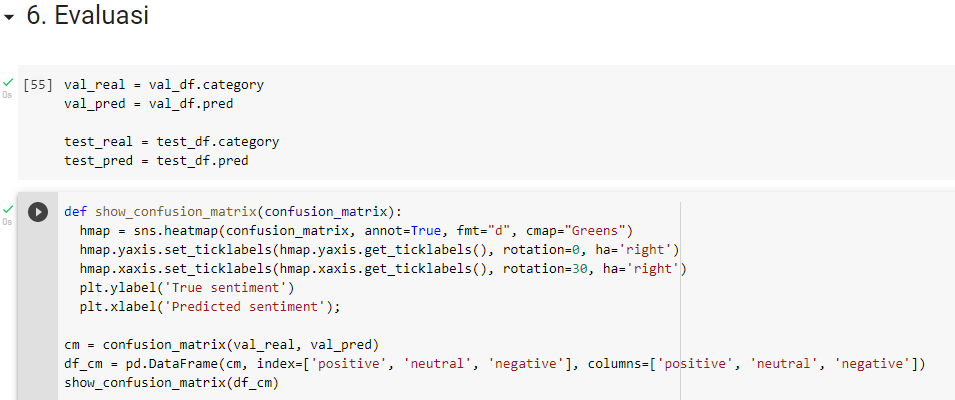 6. Evaluasi
0s
[55] val_real = val_df.category
val_pred = val_df.pred
test_real = test_df.category
test_pred = test_df.pred
0s
def show_confusion_matrix(confusion_matrix):
  hmap = sns.heatmap(confusion_matrix, annot=True, fmt="d", cmap="Greens")
  hmap.yaxis.set_ticklabels(hmap.yaxis.get_ticklabels(), rotation=0, ha='right')
  hmap.xaxis.set_ticklabels(hmap.xaxis.get_ticklabels(), rotation=30, ha='right')
  plt.ylabel('True sentiment')
  plt.xlabel('Predicted sentiment');
cm = confusion_matrix(val_real, val_pred)
df_cm = pd.DataFrame(cm, index=['positive', 'neutral', 'negative'], columns=['positive', 'neutral', 'negative'])
show_confusion_matrix(df_cm)